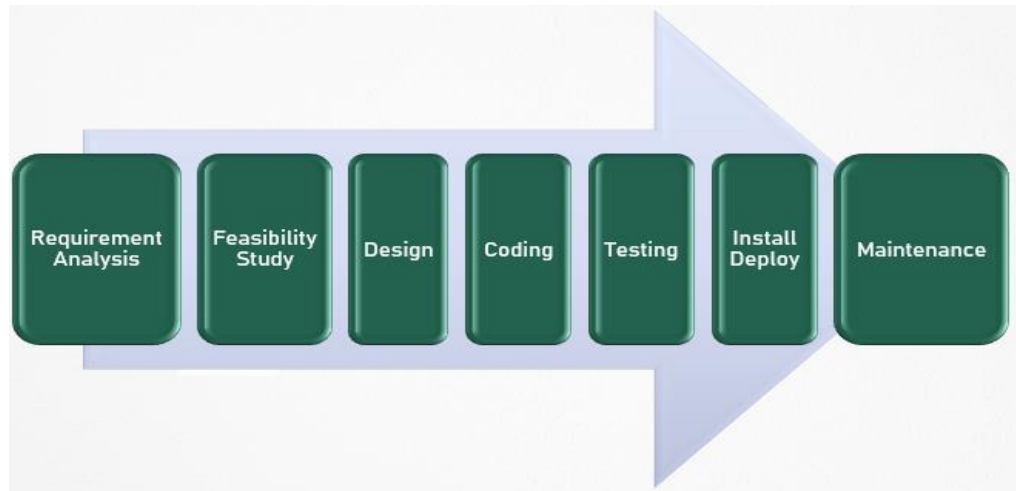 Requirement
Analysis
Feasibility
Study
Design
Coding
Testing
Install
Deploy
Maintenance